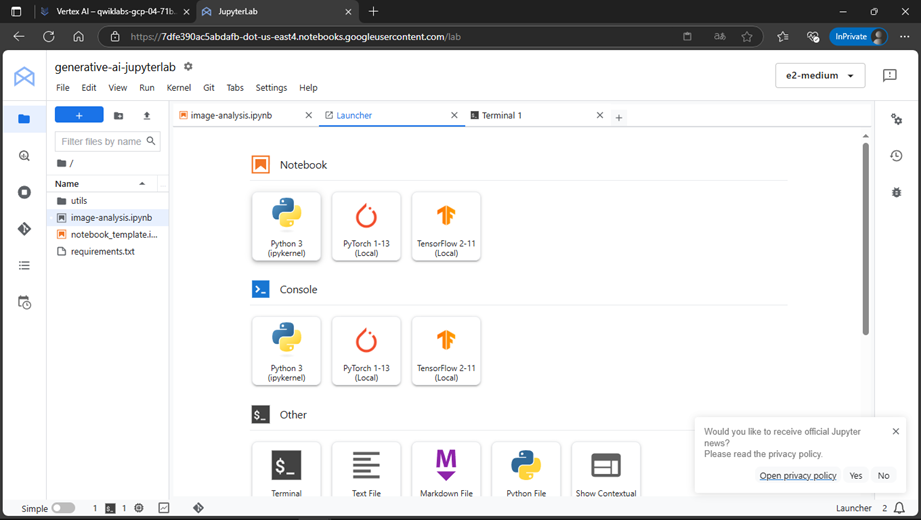 Vertex AI – qwiklabs-gcp-04-71b
JupyterLab
https://7dfe390ac5abdafb-dot-us-east4.notebooks.googleusercontent.com/lab
InPrivate
generative-ai-jupyterlab
e2-medium
File Edit View Run Kernel Git Tabs Settings Help
image-analysis.ipynb
Launcher
Terminal 1
Filter files by name
/
Name
utils
image-analysis.ipynb
notebook_template.i...
requirements.txt
Notebook
Python 3
(ipykernel)
PyTorch 1-13
(Local)
TensorFlow 2-11
(Local)
Console
Python 3
(ipykernel)
PyTorch 1-13
(Local)
TensorFlow 2-11
(Local)
$_ Other
$_
Terminal
Text File
M
Markdown File
Python File
Show Contextual
Would you like to receive official Jupyter
news?
Please read the privacy policy.
Open privacy policy Yes No
Simple 1 $_ 1
Launcher 2